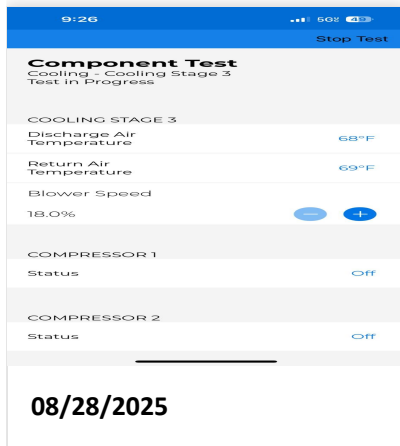 9:26
5G 49
Stop Test
Component Test
Cooling - Cooling Stage 3
Test in Progress
COOLING STAGE 3
Discharge Air
Temperature
68°F
Return Air
Temperature
69°F
Blower Speed
18.0%
COMPRESSOR 1
Status Off
COMPRESSOR 2
Status Off
08/28/2025